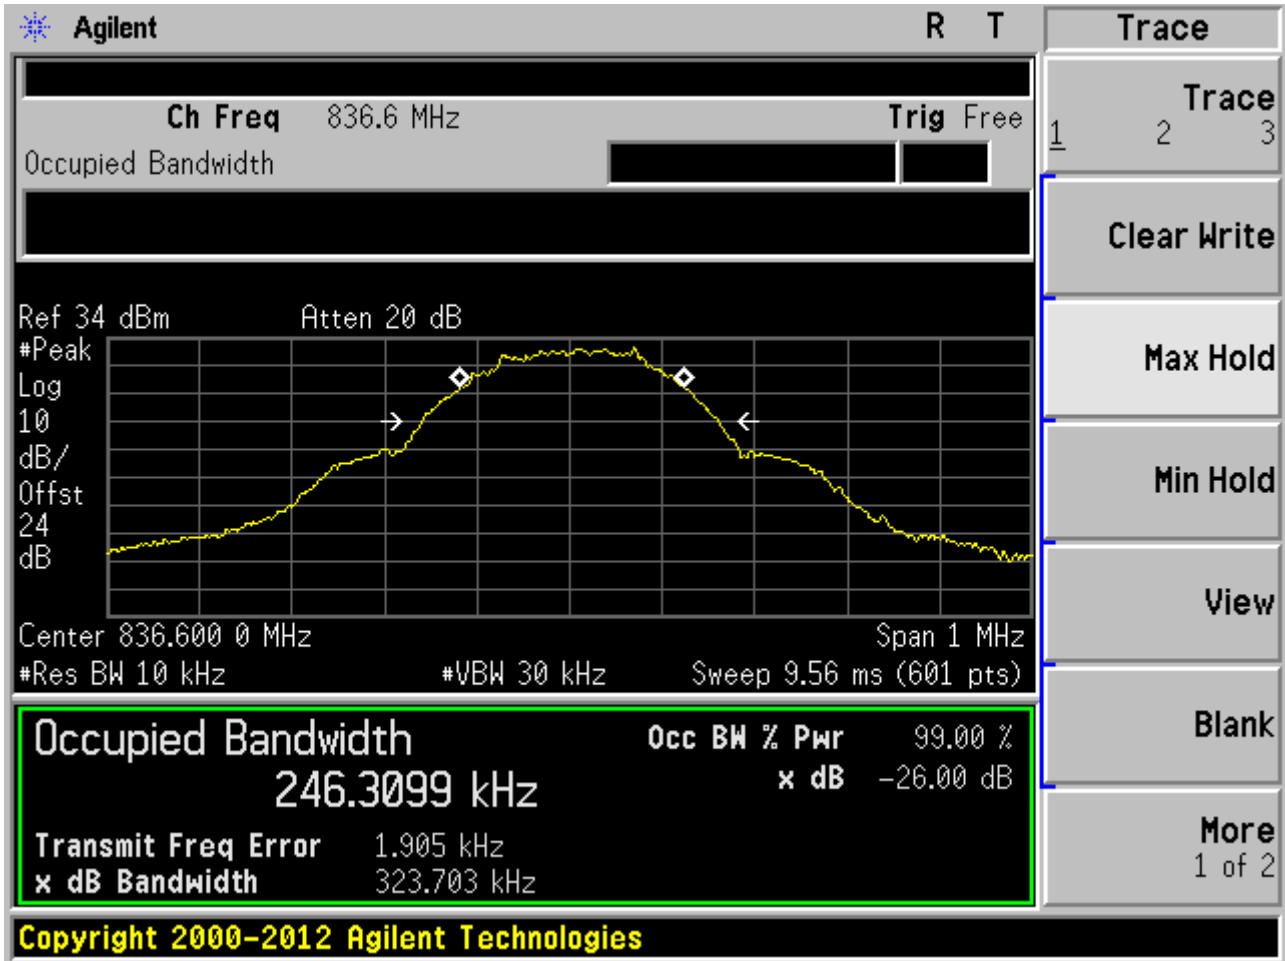 Agilent R T
Trace
Ch Freq 836.6 MHz Trig Free
Occupied Bandwidth
Ref 34 dBm Atten 20 dB
#Peak
Log
10
dB/
Offst
24
dB
Center 836.600 0 MHz Span 1 MHz
#Res BW 10 kHz #VBW 30 kHz Sweep 9.56 ms (601 pts)
Occupied Bandwidth
246.3099 kHz
Occ BW % Pwr 99.00 %
x dB -26.00 dB
Transmit Freq Error 1.905 kHz
x dB Bandwidth 323.703 kHz
Trace
1 2 3
Clear Write
Max Hold
Min Hold
View
Blank
More
1 of 2
Copyright 2000-2012 Agilent Technologies